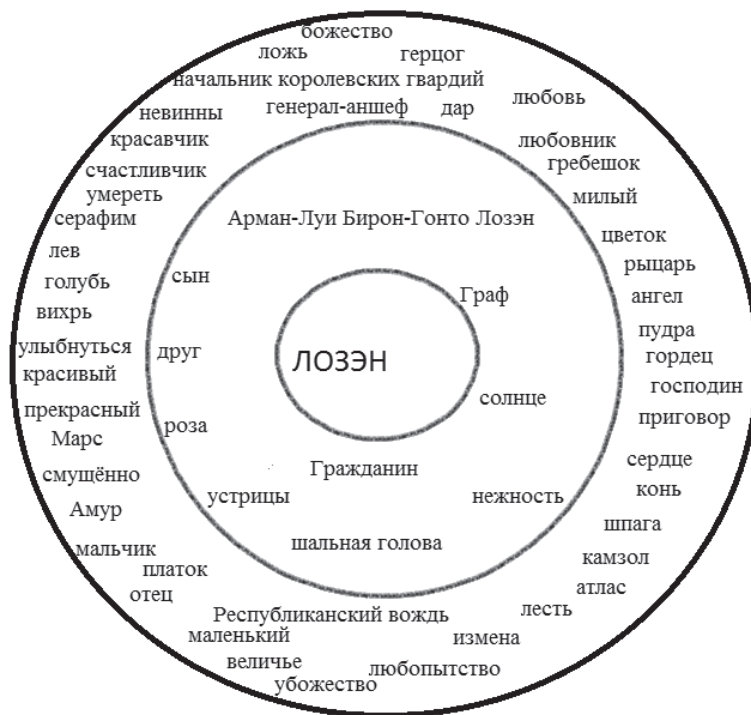 божество
ложь
герцог
начальник королевских гвардий
генерал-аншеф
дар
любовь
невинны
красавчик
любовник
гребешок
счастливчик
умереть
милый
серафим
Арман-Луи Бирон-Гонто Лозэн
цветок
лев
рыцарь
сын
голубь
Граф
ангел
вихрь
пудра
улыбнуться
друг
ЛОЗЭН
гордец
красивый
господин
солнце
прекрасный
роза
приговор
Марс
сердце
смущённо
Гражданин
конь
устрицы
нежность
Амур
шпага
шальная голова
мальчик
камзол
платок
атлас
отец
лесть
Республиканский вождь
маленький
измена
величье
любопытство
убожество